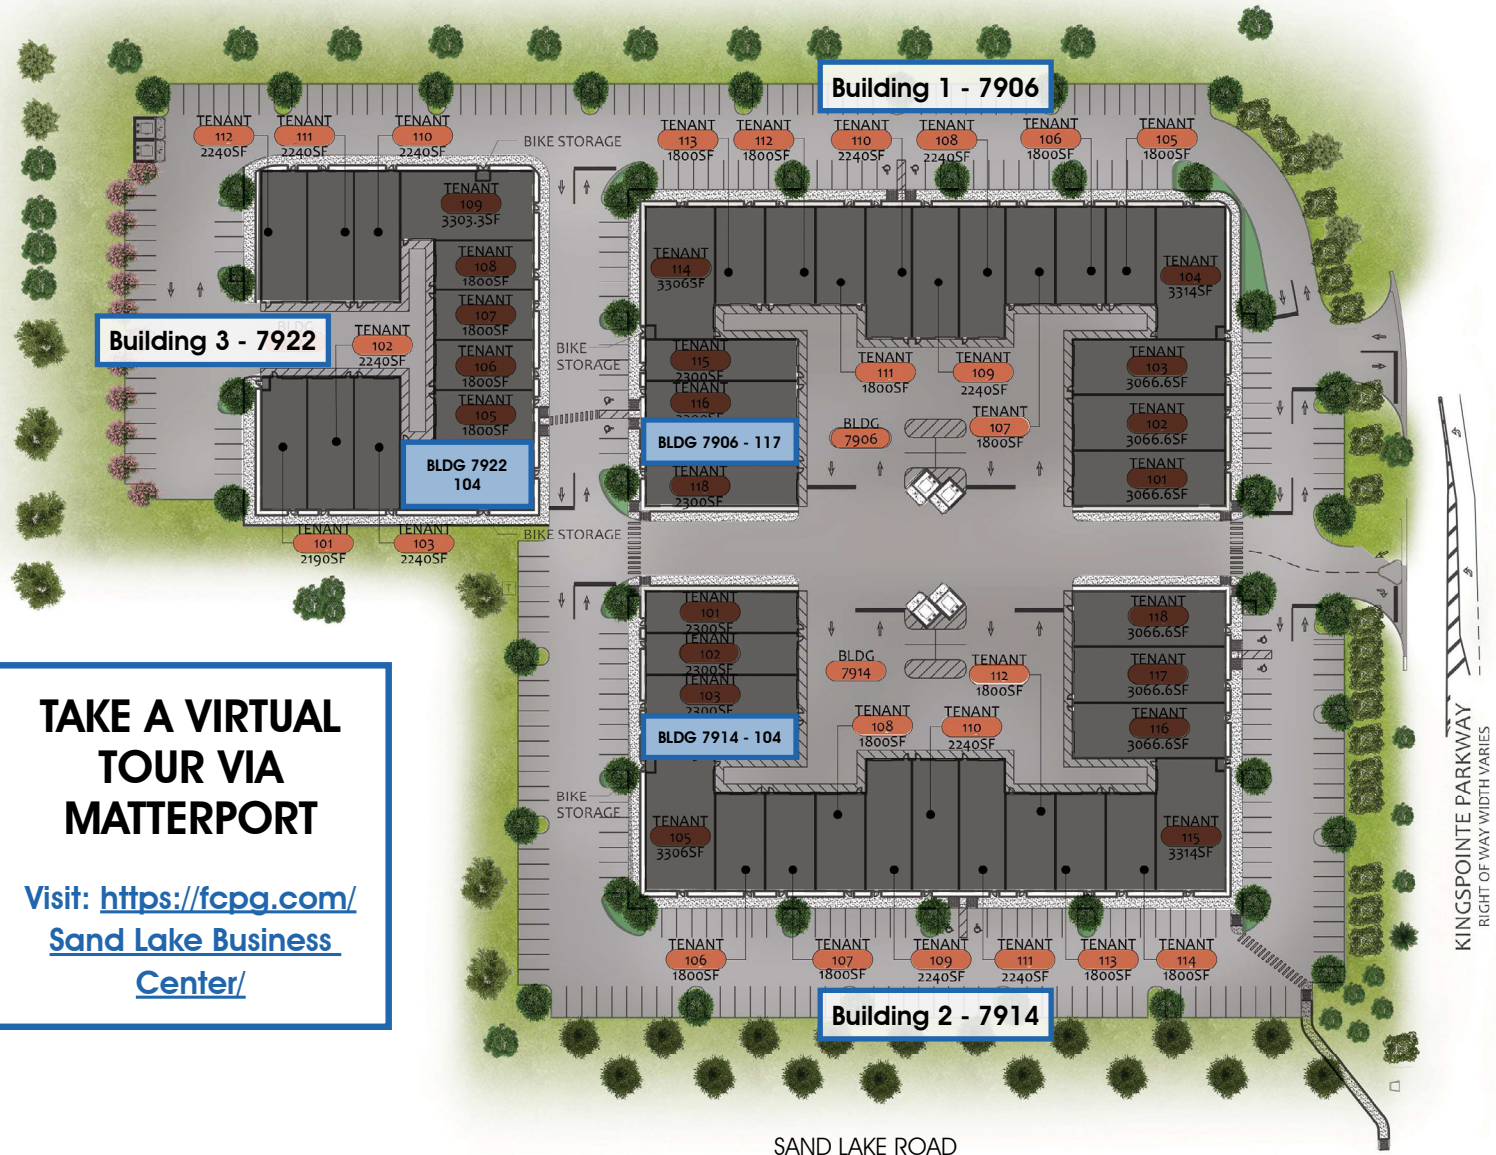 Building 1 - 7906
TENANT
112
2240SF
TENANT
111
2240SF
TENANT
110
2240SF
BIKE STORAGE
TENANT
113
1800SF
TENANT
112
1800SF
TENANT
110
2240SF
TENANT
108
2240SF
TENANT
106
1800SF
TENANT
105
1800SF
TENANT
109
3303.3SF
TENANT
108
1800SF
TENANT
107
1800SF
TENANT
106
1800SF
TENANT
105
1800SF
Building 3 - 7922
TENANT
102
2240SF
BLDG 7922
104
TENANT
101
2190SF
TENANT
103
2240SF
BIKE STORAGE
BIKE
STORAGE
TENANT
114
3306SF
TENANT
104
3314SF
TENANT
115
2300SF
TENANT
116
BLDG 7906 - 117
118
2300SF
TENANT
111
1800SF
TENANT
109
2240SF
TENANT
107
1800SF
BLDG
7906
TENANT
103
3066.6SF
TENANT
102
3066.6SF
TENANT
101
3066.6SF
TENANT
101
2300SF
TENANT
102
2300SF
TENANT
103
2300SF
BLDG 7914 - 104
BLDG
7914
TENANT
112
1800SF
TENANT
108
1800SF
TENANT
110
2240SF
TENANT
118
3066.6SF
TENANT
117
3066.6SF
TENANT
116
3066.6SF
BIKE
STORAGE
TENANT
105
3306SF
TENANT
115
3314SF
TENANT
106
1800SF
TENANT
107
1800SF
TENANT
109
2240SF
TENANT
111
2240SF
TENANT
113
1800SF
TENANT
114
1800SF
Building 2 - 7914
TAKE A VIRTUAL
TOUR VIA
MATTERPORT
Visit: https://fcpg.com/
Sand Lake Business
Center/
KINGSPOINTE PARKWAY
RIGHT OF WAY WIDTH VARIES
SAND LAKE ROAD